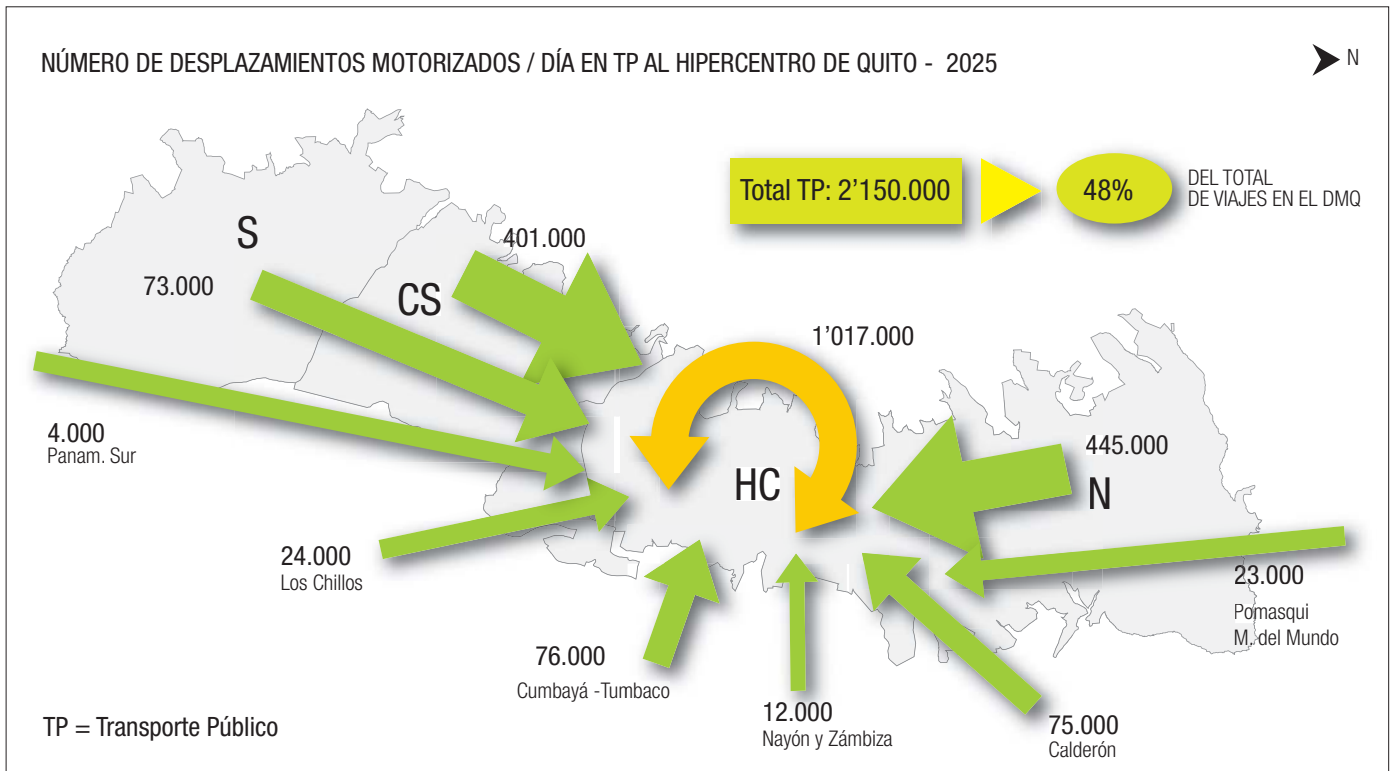 NÚMERO DE DESPLAZAMIENTOS MOTORIZADOS / DÍA EN TP AL HIPERCENTRO DE QUITO - 2025
N
Total TP: 2'150.000
48%
DEL TOTAL
DE VIAJES EN EL DMQ
S
73.000
CS
401.000
1'017.000
HC
445.000
N
4.000
Panam. Sur
24.000
Los Chillos
76.000
Cumbayá -Tumbaco
12.000
Nayón y Zámbiza
75.000
Calderón
23.000
Pomasqui
M. del Mundo
TP = Transporte Público